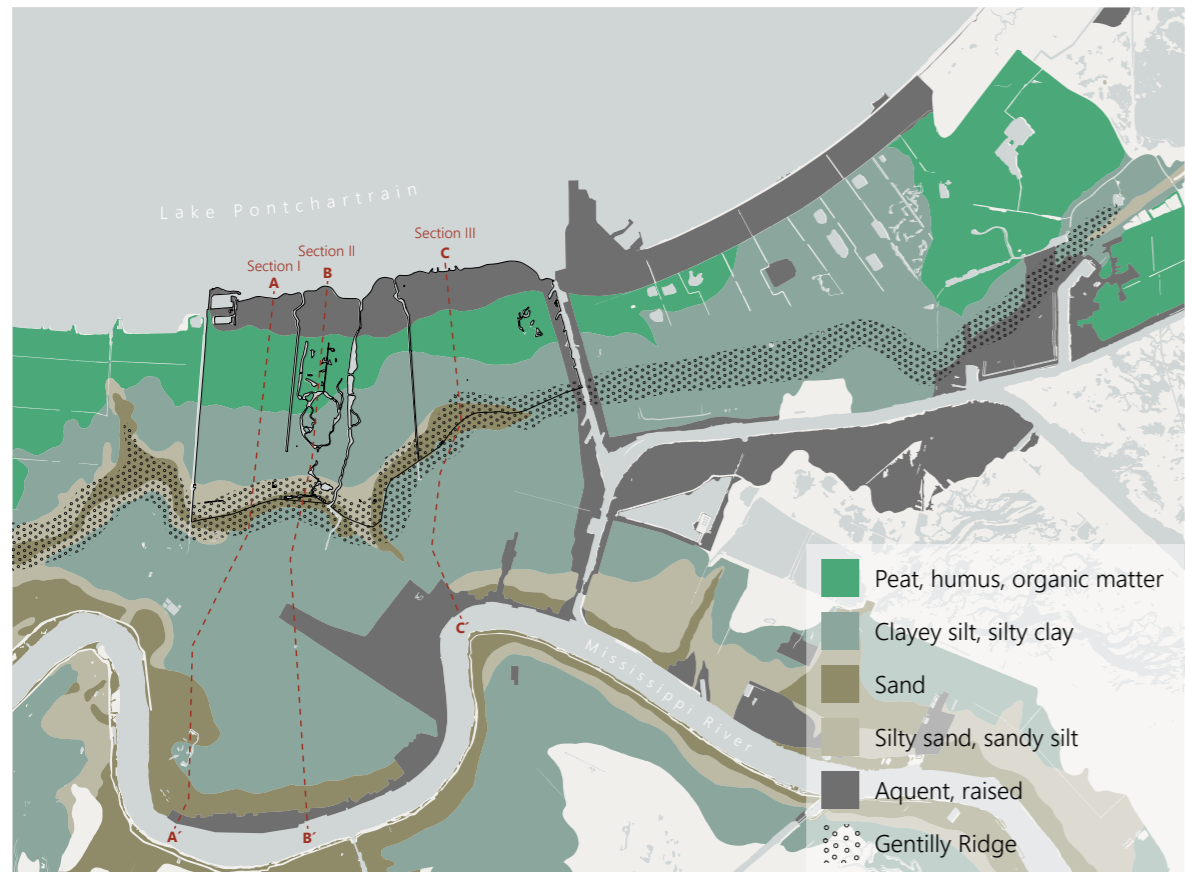 Lake Pontchartrain
Section I
A
Section II
B
Section III
C
C´
Mississippi River
A´
B´
Peat, humus, organic matter
Clayey silt, silty clay
Sand
Silty sand, sandy silt
Aquent, raised
Gentilly Ridge